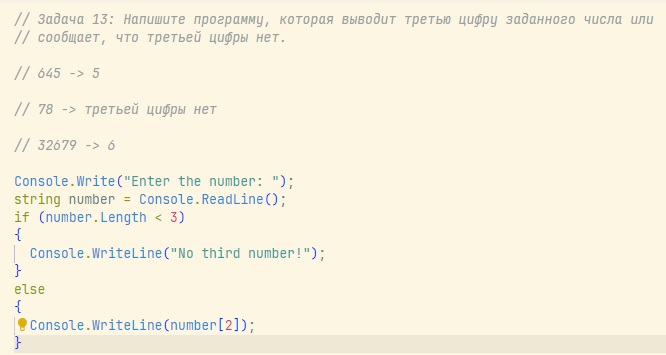 // Задача 13: Напишите программу, которая выводит третью цифру заданного числа или
// сообщает, что третьей цифры нет.
// 645 -> 5
// 78 -> третьей цифры нет
// 32679 -> 6
Console.Write("Enter the number: ");
string number = Console.ReadLine();
if (number.Length < 3)
{
Console.WriteLine("No third number!");
}
else
{
Console.WriteLine(number[2]);
}